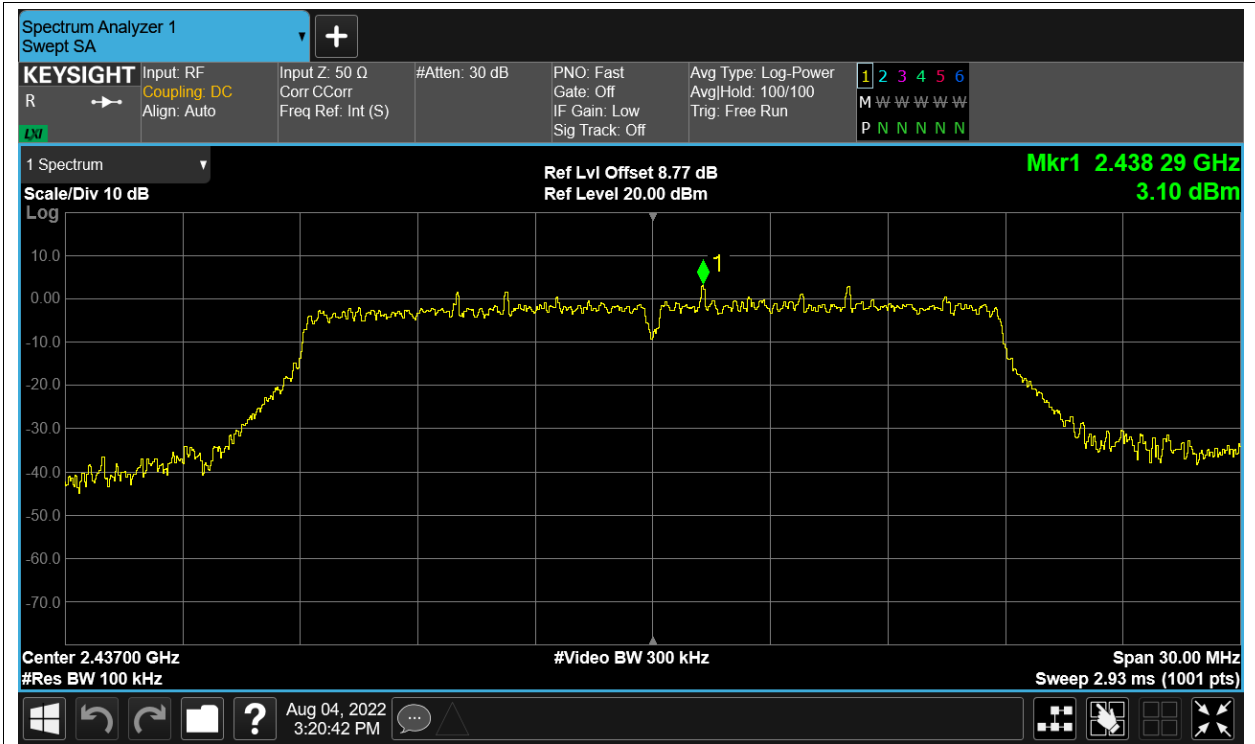 Spectrum Analyzer 1
Swept SA
KEYSIGHT
R
LXI
Input: RF
Coupling: DC
Align: Auto
Input Z: 50 Ω
Corr CCorr
Freq Ref: Int (S)
#Atten: 30 dB
PNO: Fast
Gate: Off
IF Gain: Low
Sig Track: Off
Avg Type: Log-Power
Avg|Hold: 100/100
Trig: Free Run
1 2 3 4 5 6
M W W W W W
P N N N N N
1 Spectrum
Scale/Div 10 dB
Log
Ref Lvl Offset 8.77 dB
Ref Level 20.00 dBm
Mkr1 2.438 29 GHz
3.10 dBm
1
10.0
0.00
-10.0
-20.0
-30.0
-40.0
-50.0
-60.0
-70.0
Center 2.43700 GHz
#Res BW 100 kHz
#Video BW 300 kHz
Span 30.00 MHz
Sweep 2.93 ms (1001 pts)
?
Aug 04, 2022
3:20:42 PM